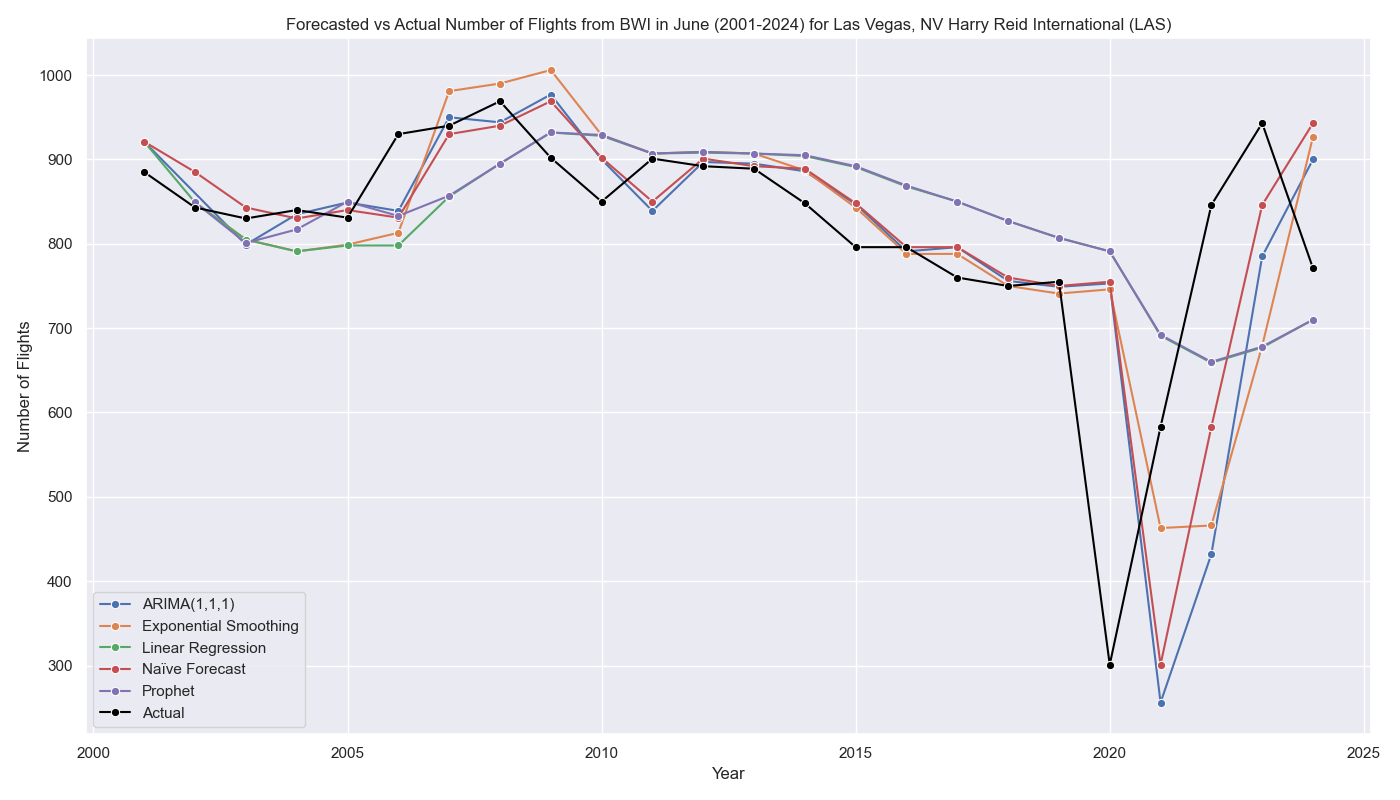 Forecasted vs Actual Number of Flights from BWI in June (2001-2024) for Las Vegas, NV Harry Reid International (LAS)
1000
900
800
700
600
500
400
300
Number of Flights
ARIMA(1,1,1)
Exponential Smoothing
Linear Regression
Naïve Forecast
Prophet
Actual
2000 2005 2010 2015 2020 2025
Year